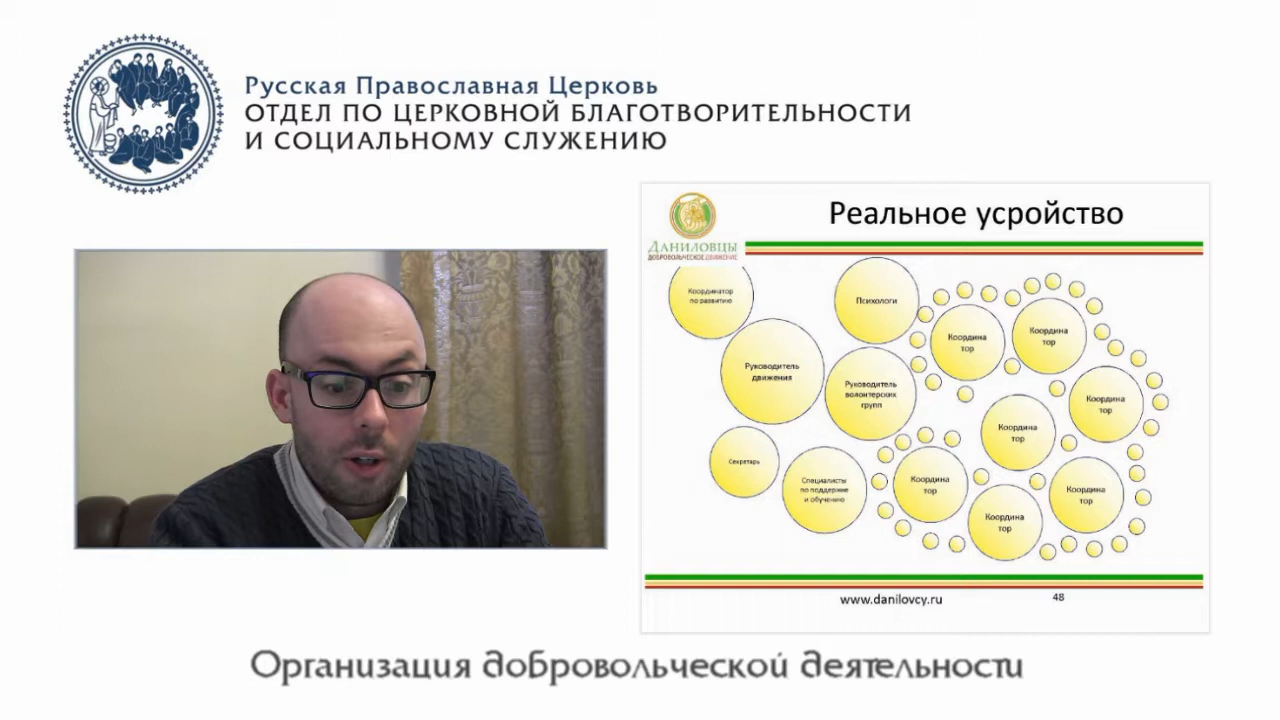 Русская Православная Церковь
ОТДЕЛ ПО ЦЕРКОВНОЙ БЛАГОТВОРИТЕЛЬНОСТИ
И СОЦИАЛЬНОМУ СЛУЖЕНИЮ
Реальное усройство
ДАНИЛОВЦЫ
ДОБРОВОЛЬЧЕСКОЕ ДВИЖЕНИЕ
Координатор
по развитию
Психологи
Координа
тор
Координа
тор
Руководитель
движения
Руководитель
волонтерских
групп
Координа
тор
Координа
тор
Секретарь
Специалисты
по поддержке
и обучению
Координа
тор
Координа
тор
Координа
тор
www.danilovcy.ru
48
Организация добровольческой деятельности